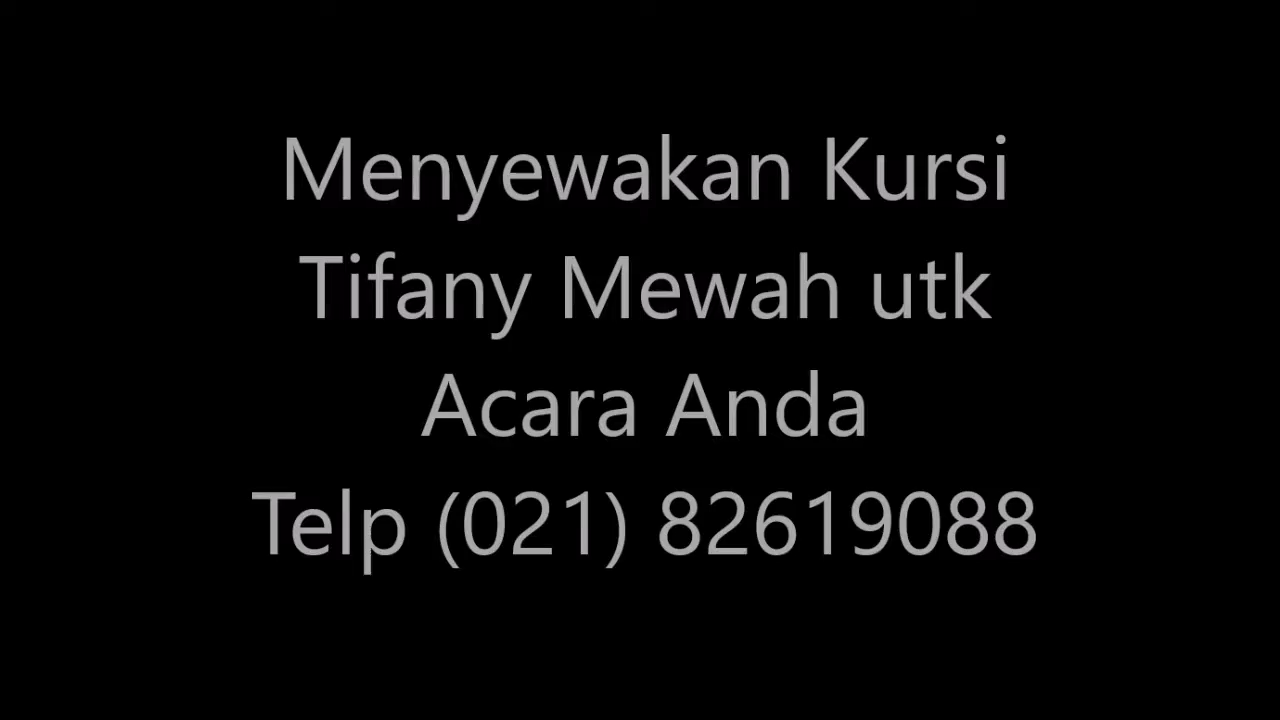 Menyewakan Kursi
Tifany Mewah utk
Acara Anda
Telp (021) 82619088